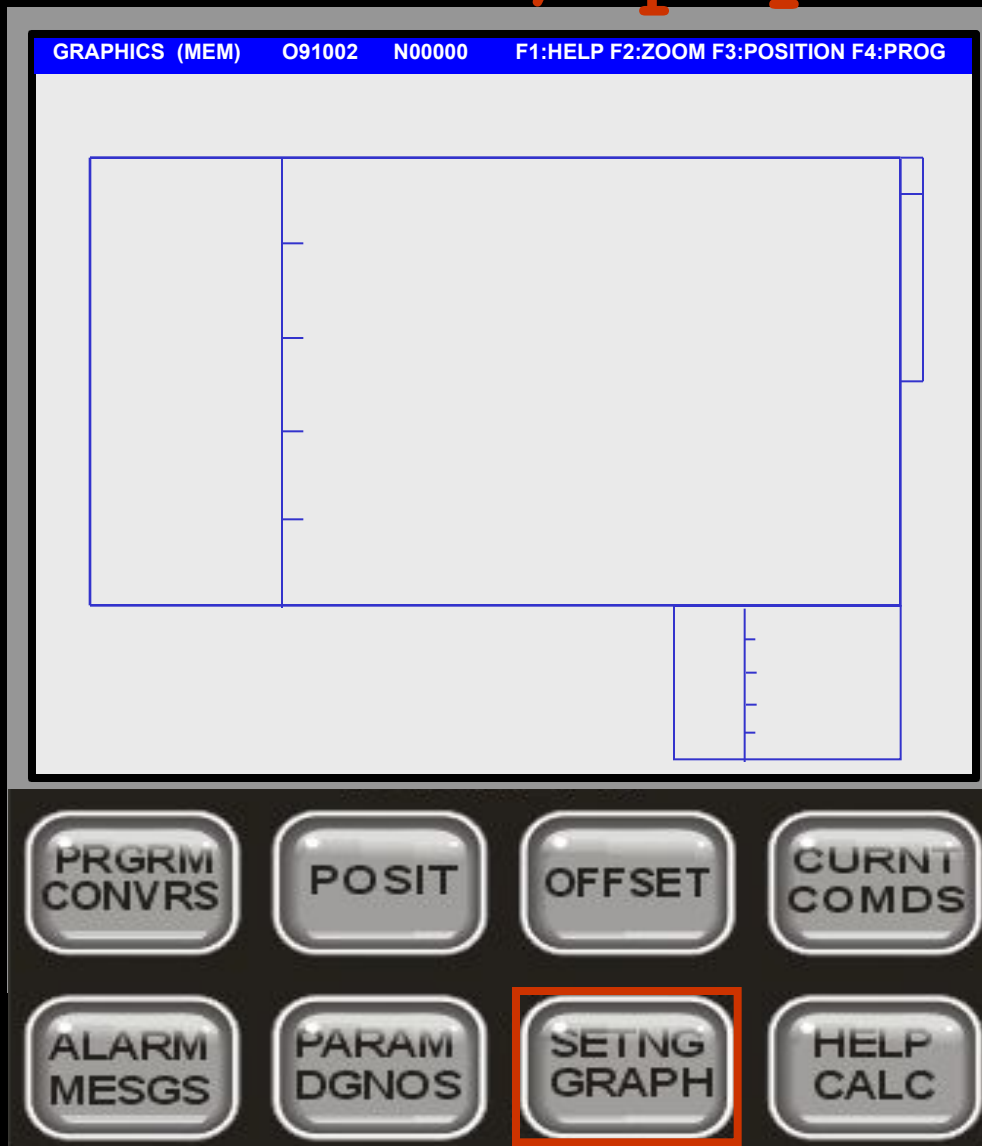 GRAPHICS (MEM) O91002 N00000 F1:HELP F2:ZOOM F3:POSITION F4:PROG
PRGRM
CONVRS
POSIT
OFFSET
CURNT
COMDS
ALARM
MESGS
PARAM
DGNOS
SETNG
GRAPH
HELP
CALC